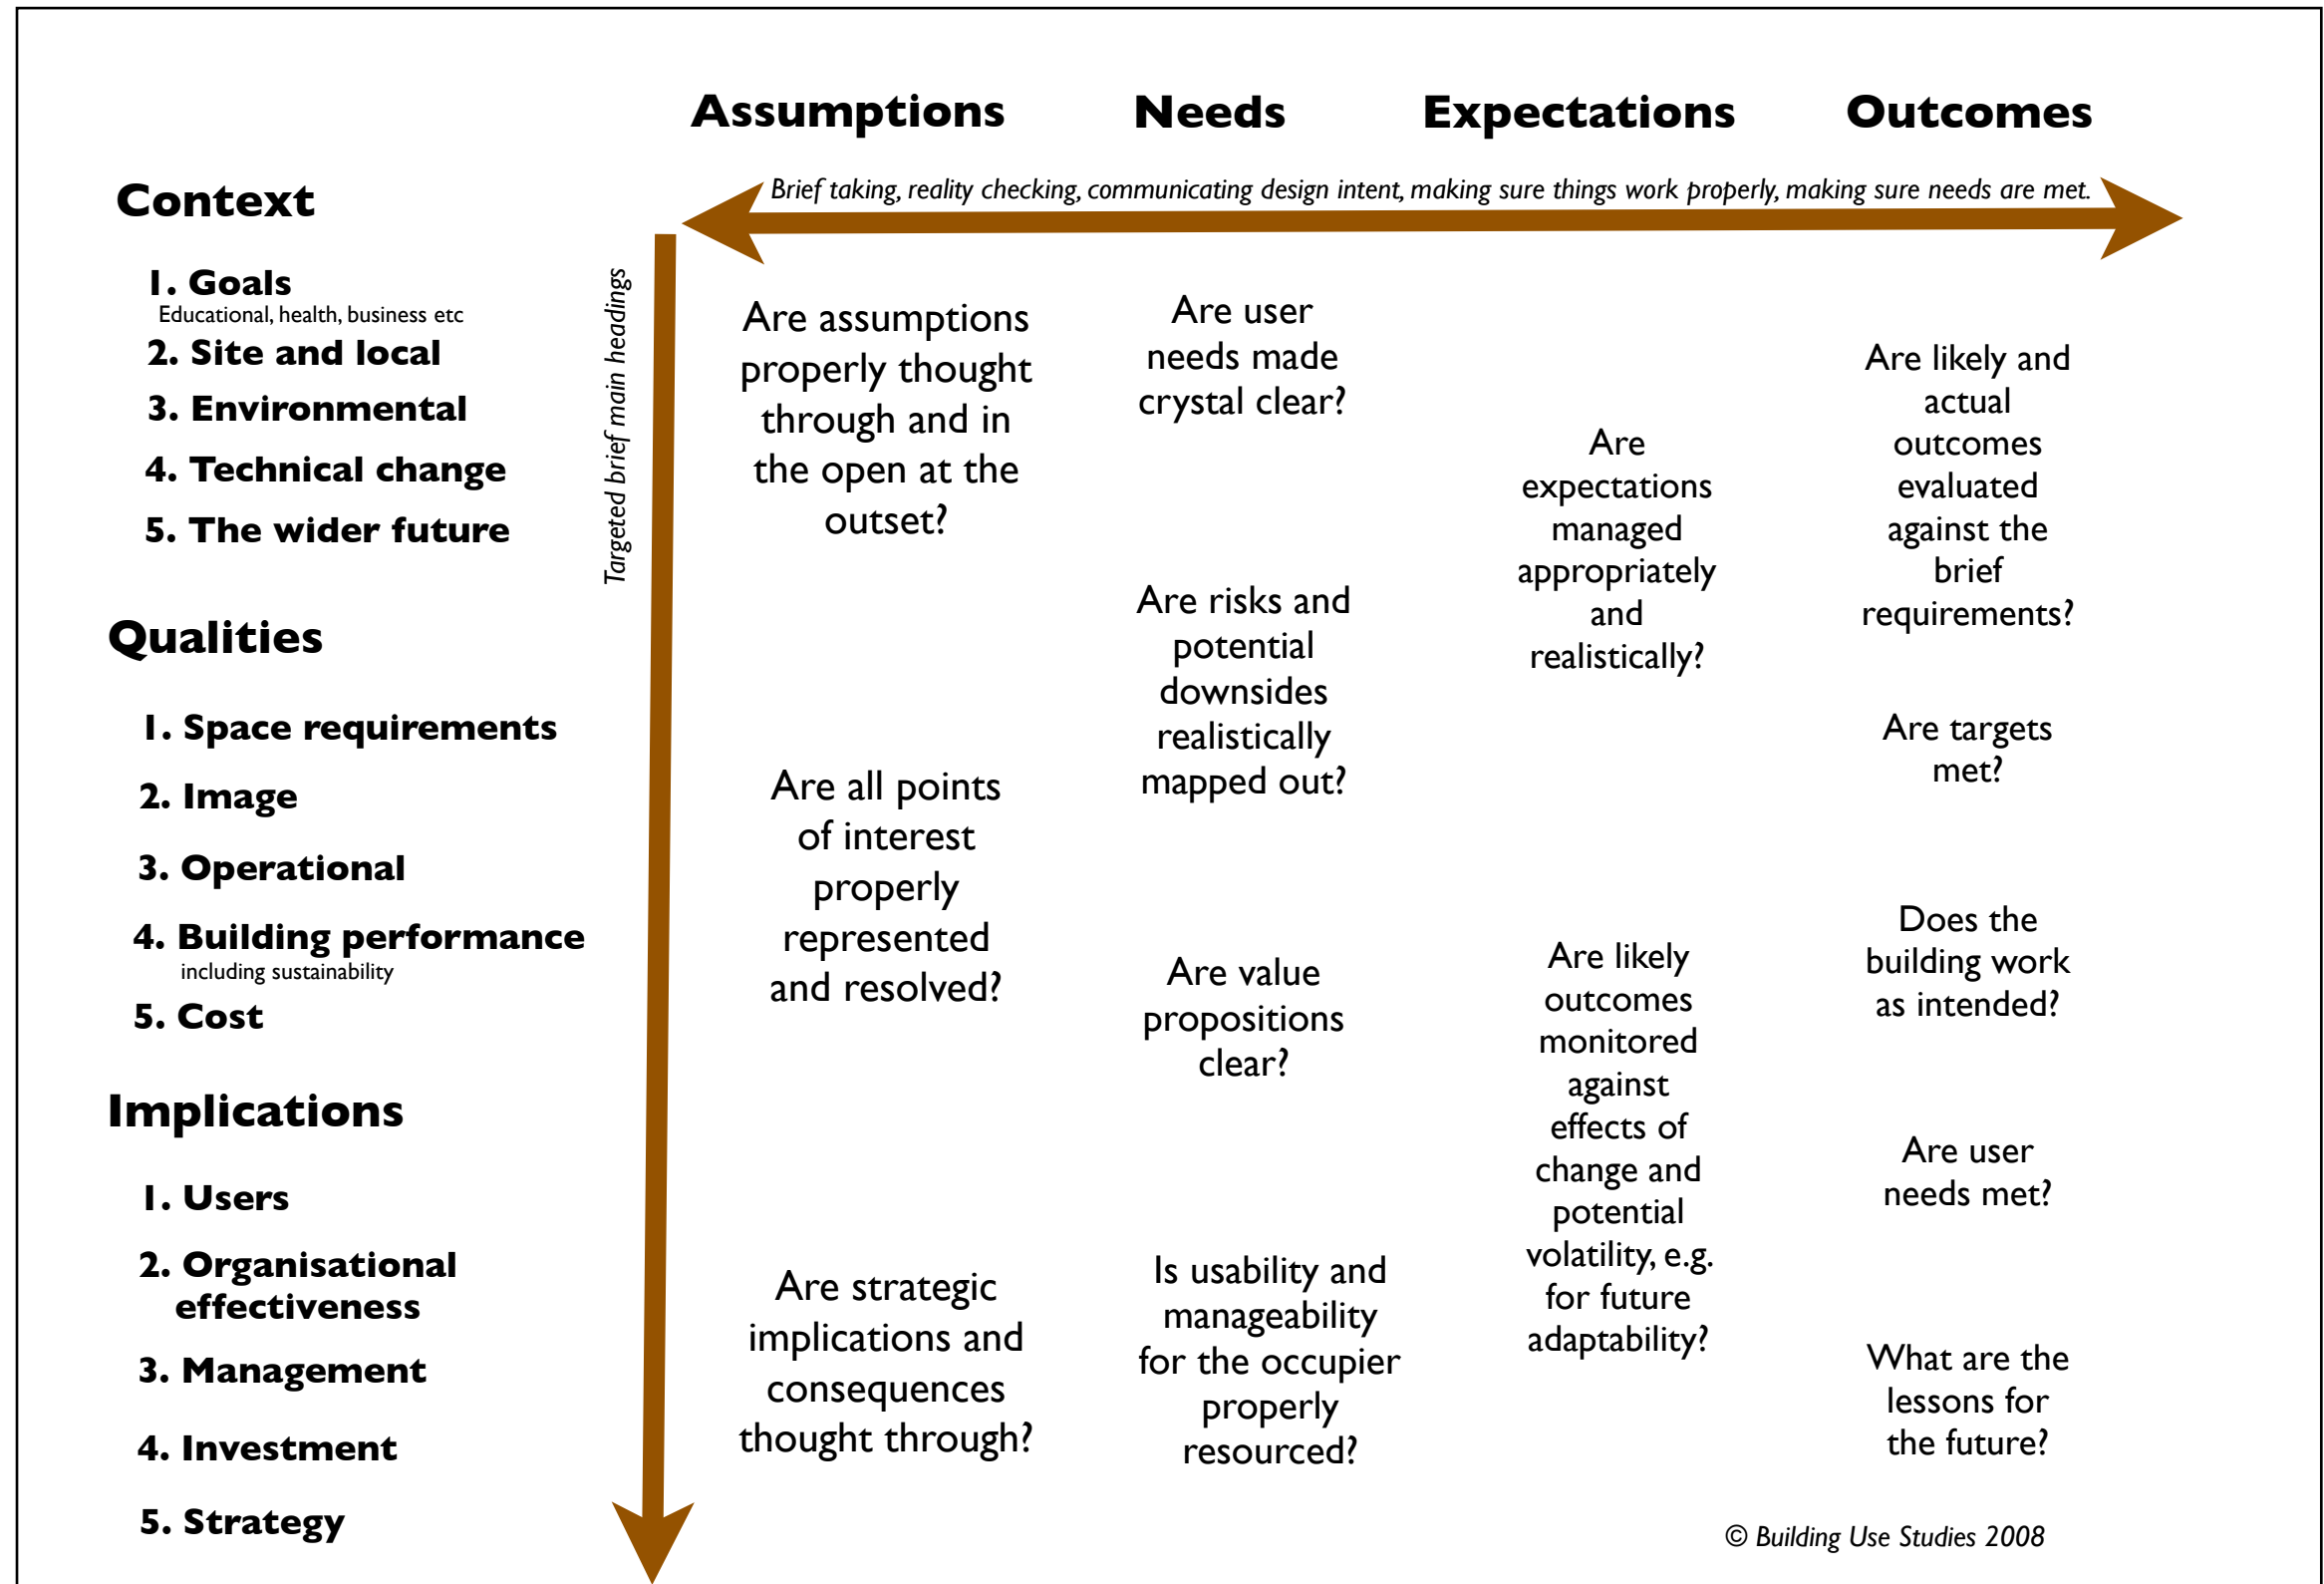 Assumptions
Needs
Expectations
Outcomes
Brief taking, reality checking, communicating design intent, making sure things work properly, making sure needs are met.
Targeted brief main headings
Context
1. Goals
Educational, health, business etc
2. Site and local
3. Environmental
4. Technical change
5. The wider future
Qualities
1. Space requirements
2. Image
3. Operational
4. Building performance
including sustainability
5. Cost
Implications
1. Users
2. Organisational
effectiveness
3. Management
4. Investment
5. Strategy
Are assumptions
properly thought
through and in
the open at the
outset?
Are all points
of interest
properly
represented
and resolved?
Are strategic
implications and
consequences
thought through?
Are user
needs made
crystal clear?
Are risks and
potential
downsides
realistically
mapped out?
Are value
propositions
clear?
Is usability and
manageability
for the occupier
properly
resourced?
Are
expectations
managed
appropriately
and
realistically?
Are likely
outcomes
monitored
against
effects of
change and
potential
volatility, e.g.
for future
adaptability?
Are likely and
actual
outcomes
evaluated
against the
brief
requirements?
Are targets
met?
Does the
building work
as intended?
Are user
needs met?
What are the
lessons for
the future?
© Building Use Studies 2008